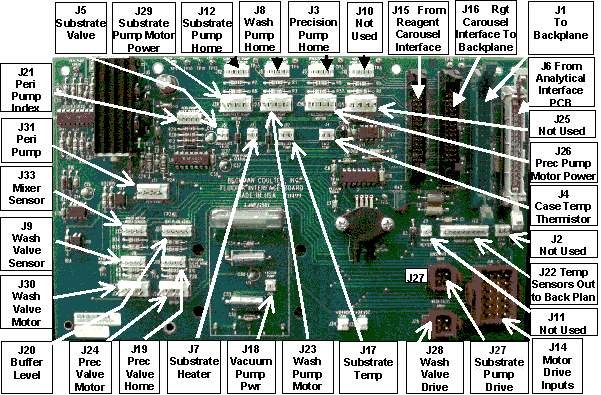 J5
Substrate
Valve
J29
Substrate
Pump Motor
Power
J12
Substrate
Pump
Home
J8
Wash
Pump
Home
J3
Precision
Pump
Home
J10
Not
Used
J15 From
Reagent
Carousel
Interface
J16 Rgt
Carousel
Interface To
Backplane
J1
To
Backplane
J21
Peri
Pump
Index
J31
Peri
Pump
J33
Mixer
Sensor
J9
Wash
Valve
Sensor
J30
Wash
Valve
Motor
J6 From
Analytical
Interface
PCB
J25
Not Used
J26
Prec Pump
Motor Power
J4
Case Temp
Thermistor
J2
Not Used
J22 Temp
Sensors Out
to Back Plan
J11
Not Used
BECKMAN COULTER, INC.
MADE IN USA
J27
J20
Buffer
Level
J24
Prec
Valve
Motor
J19
Prec
Valve
Home
J7
Substrate
Heater
J18
Vacuum
Pump
Pwr
J23
Wash
Pump
Motor
J17
Substrate
Temp
J28
Wash
Valve
Drive
J27
Substrate
Pump
Drive
J14
Motor
Drive
Inputs